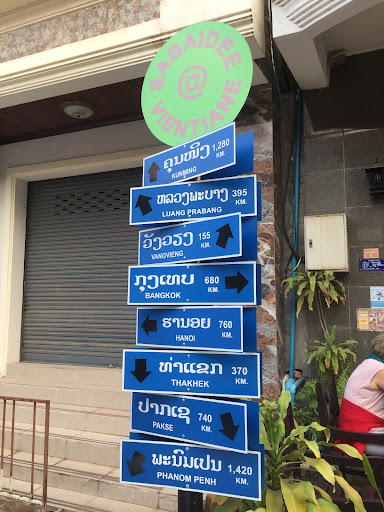 SABAIDEE
@
VIENTIANE
ຄຸນໝິງ 1,280
KUNMING KM.
ຫລວງພະບາງ 395
LUANG PRABANG KM.
ວັງວຽງ 155
VANGVIENG KM.
ກຸງເທບ 680
BANGKOK KM.
ຮານອຍ 760
HANOI KM.
ທ່າແຂກ 370
THAKHEK KM.
ປາກເຊ 740
PAKSE KM.
ພະນົມເປນ 1,420
PHANOM PENH KM.